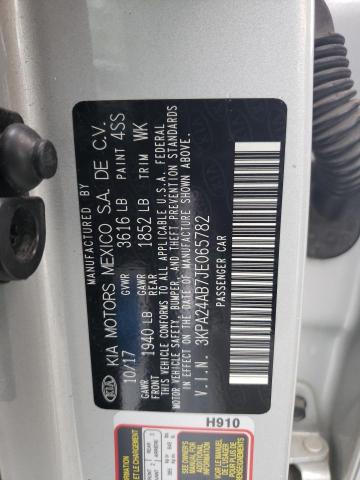 MANUFACTURED BY
KIA MOTORS MEXICO S.A. DE C.V.
10/17 GVWR 3616 LB PAINT 4SS
GAWR FRONT 1940 LB GAWR REAR 1852 LB TRIM WK
THIS VEHICLE CONFORMS TO ALL APPLICABLE U.S.A. FEDERAL
MOTOR VEHICLE SAFETY, BUMPER, AND THEFT PREVENTION STANDARDS
IN EFFECT ON THE DATE OF MANUFACTURE SHOWN ABOVE.
V.I.N. 3KPA24AB7JE065782
PASSENGER CAR
KIA
H910